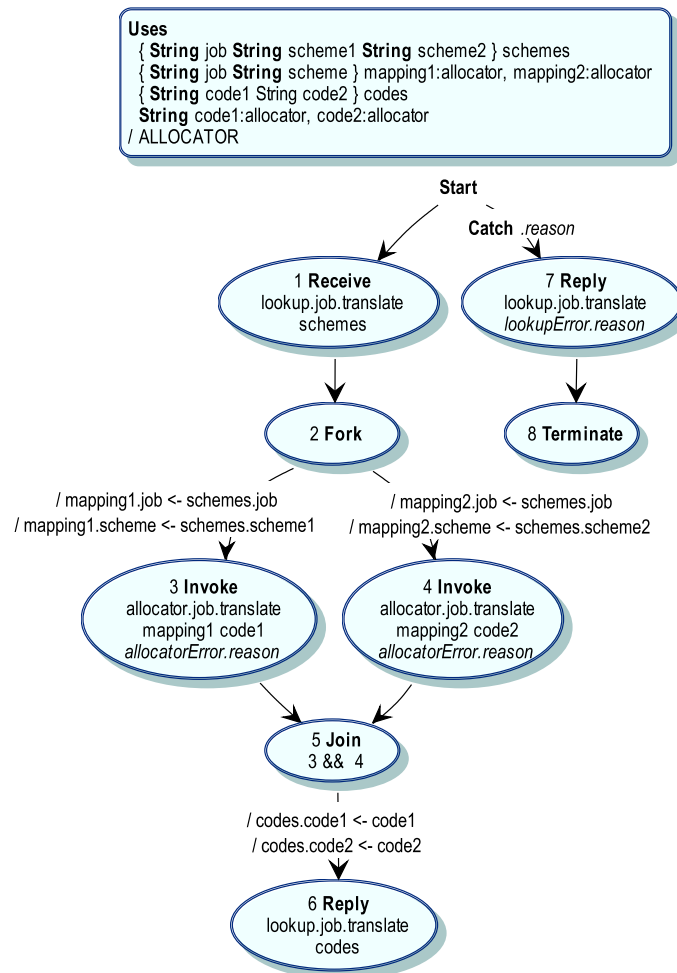 Uses
{ String job String scheme1 String scheme2 } schemes
{ String job String scheme } mapping1:allocator, mapping2:allocator
{ String code1 String code2 } codes
String code1:allocator, code2:allocator
/ ALLOCATOR
Start
Catch .reason
1 Receive
lookup.job.translate
schemes
7 Reply
lookup.job.translate
lookupError.reason
2 Fork
8 Terminate
/ mapping1.job <- schemes.job
/ mapping1.scheme <- schemes.scheme1
/ mapping2.job <- schemes.job
/ mapping2.scheme <- schemes.scheme2
3 Invoke
allocator.job.translate
mapping1 code1
allocatorError.reason
4 Invoke
allocator.job.translate
mapping2 code2
allocatorError.reason
5 Join
3 && 4
/ codes.code1 <- code1
/ codes.code2 <- code2
6 Reply
lookup.job.translate
codes